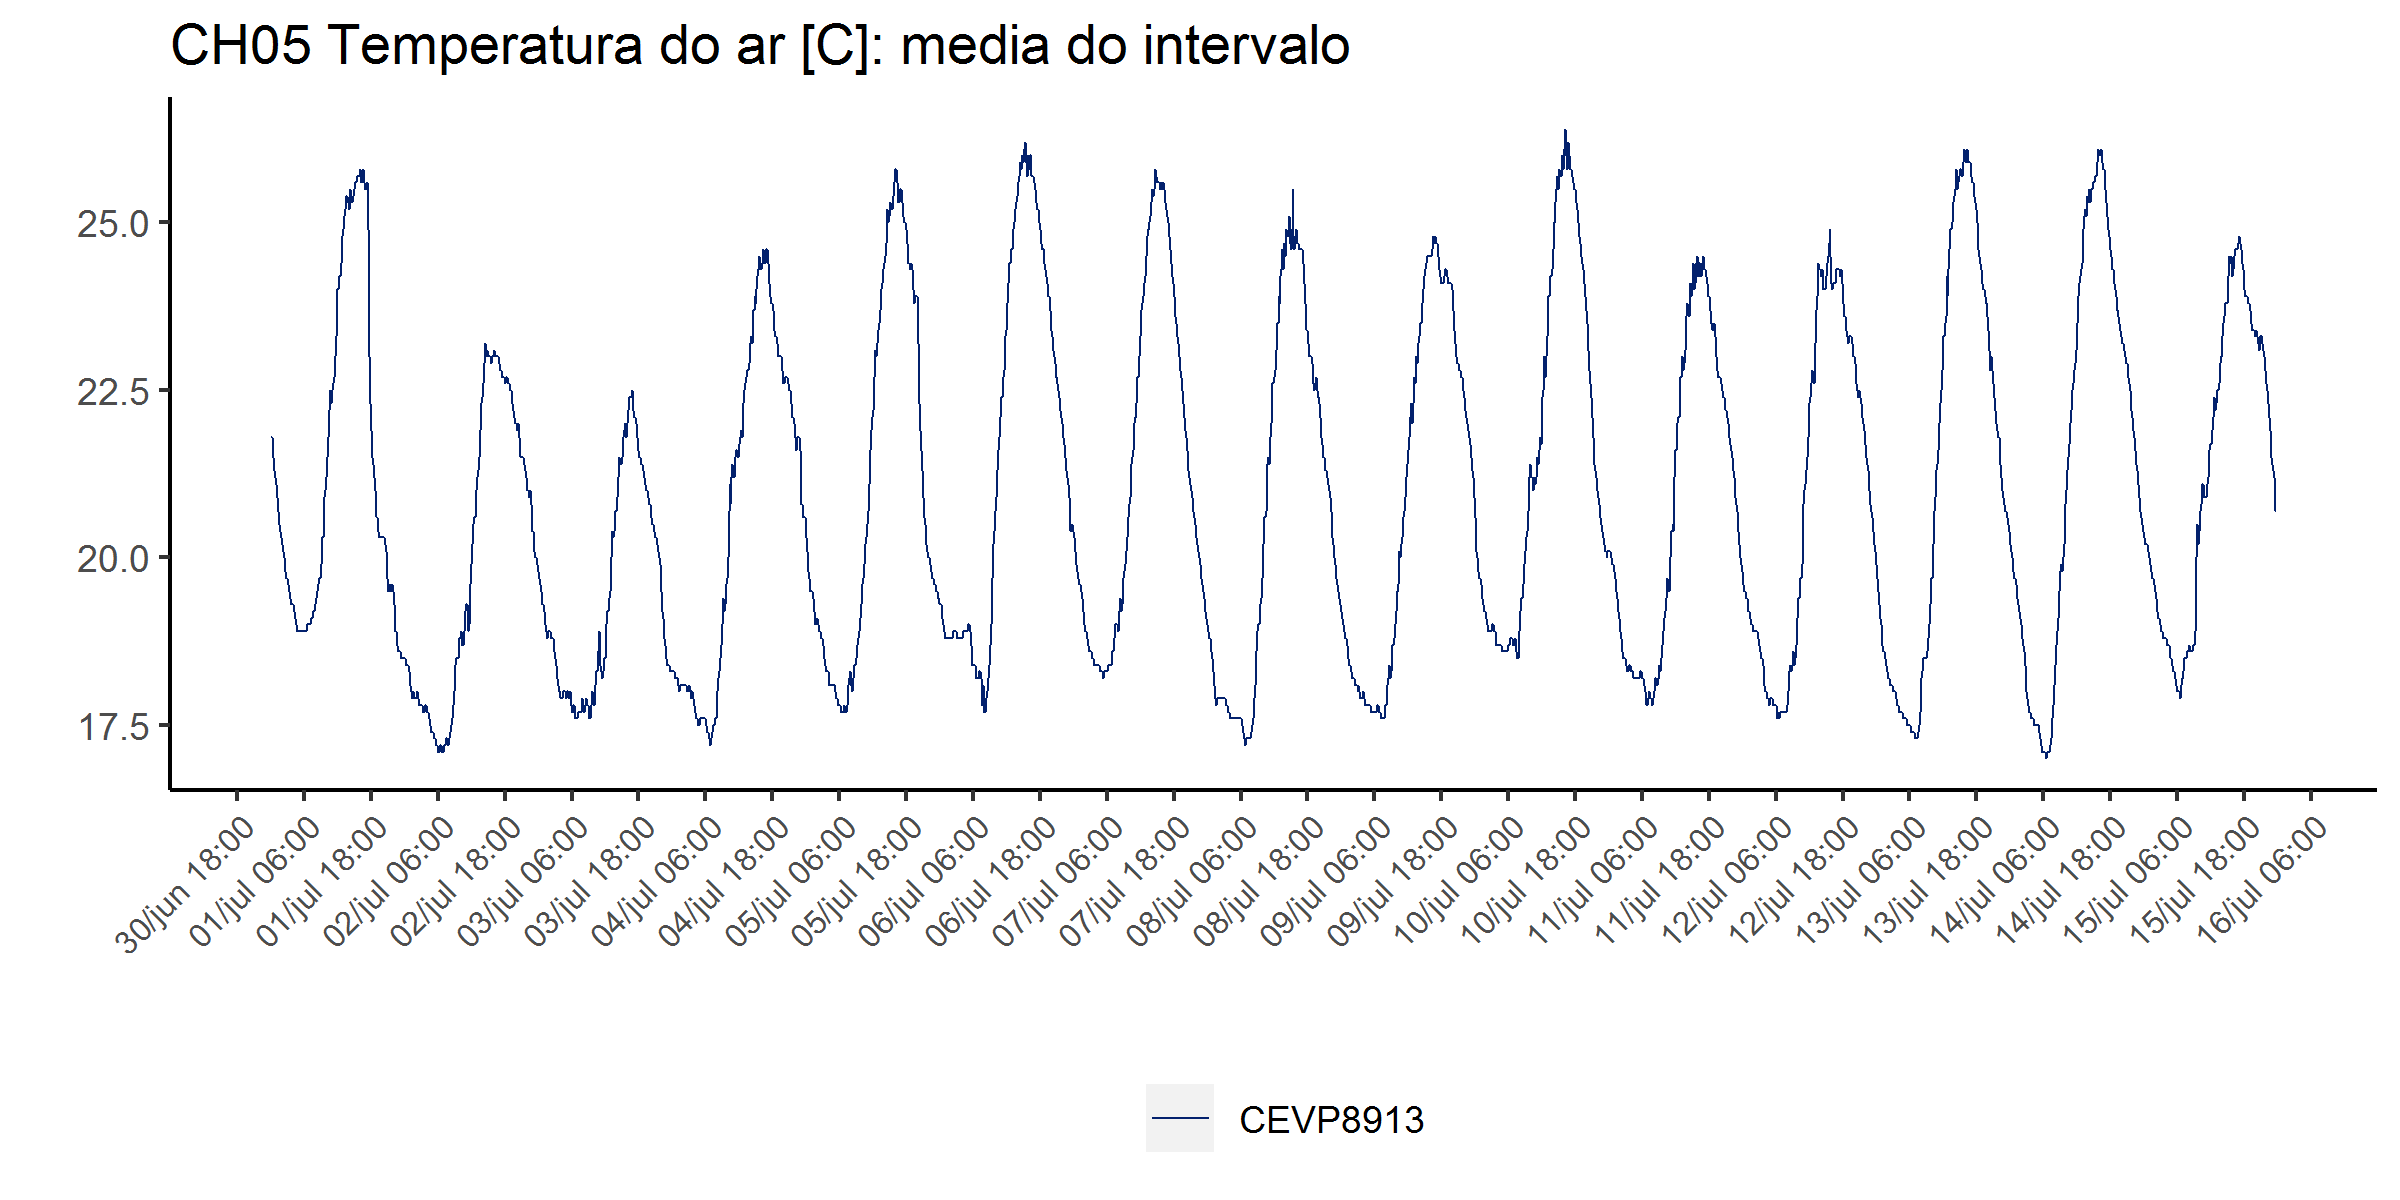 CH05 Temperatura do ar [C]: media do intervalo
25.0
22.5
20.0
17.5
30/jun 18:00
01/jul 06:00
01/jul 18:00
02/jul 06:00
02/jul 18:00
03/jul 06:00
03/jul 18:00
04/jul 06:00
04/jul 18:00
05/jul 06:00
05/jul 18:00
06/jul 06:00
06/jul 18:00
07/jul 06:00
07/jul 18:00
08/jul 06:00
08/jul 18:00
09/jul 06:00
09/jul 18:00
10/jul 06:00
10/jul 18:00
11/jul 06:00
11/jul 18:00
12/jul 06:00
12/jul 18:00
13/jul 06:00
13/jul 18:00
14/jul 06:00
14/jul 18:00
15/jul 06:00
15/jul 18:00
16/jul 06:00
CEVP8913